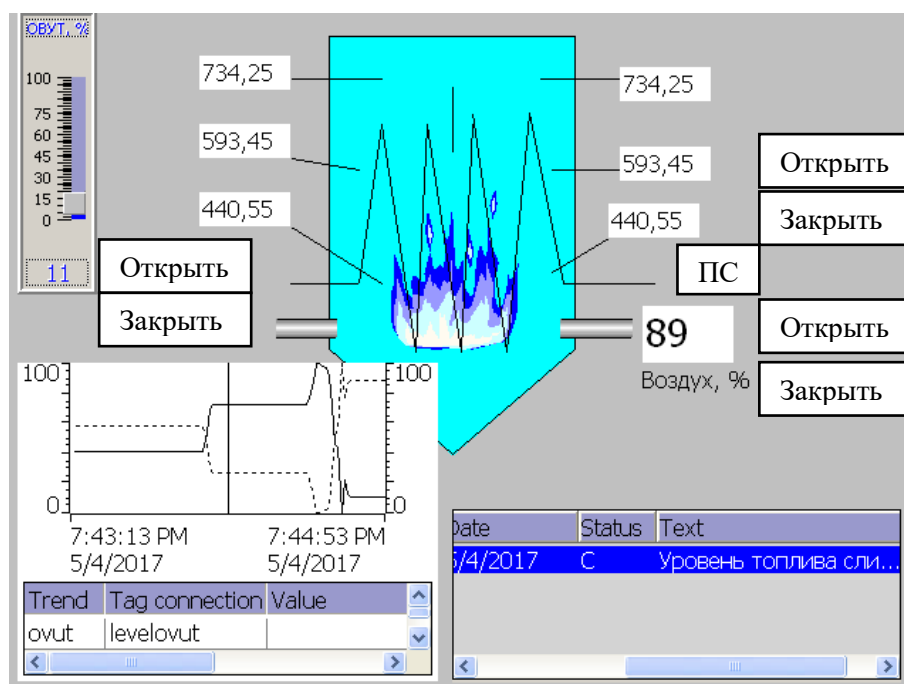 ОВУТ, %
100
75
60
45
30
15
0
11
734,25
734,25
593,45
593,45
440,55
440,55
Открыть
Закрыть
Открыть
Закрыть
ПС
89
Воздух, %
Открыть
Закрыть
100
0
100
0
7:43:13 PM
5/4/2017
7:44:53 PM
5/4/2017
Trend Tag connection Value
ovut levelovut
Date Status Text
5/4/2017 C Уровень топлива сли...